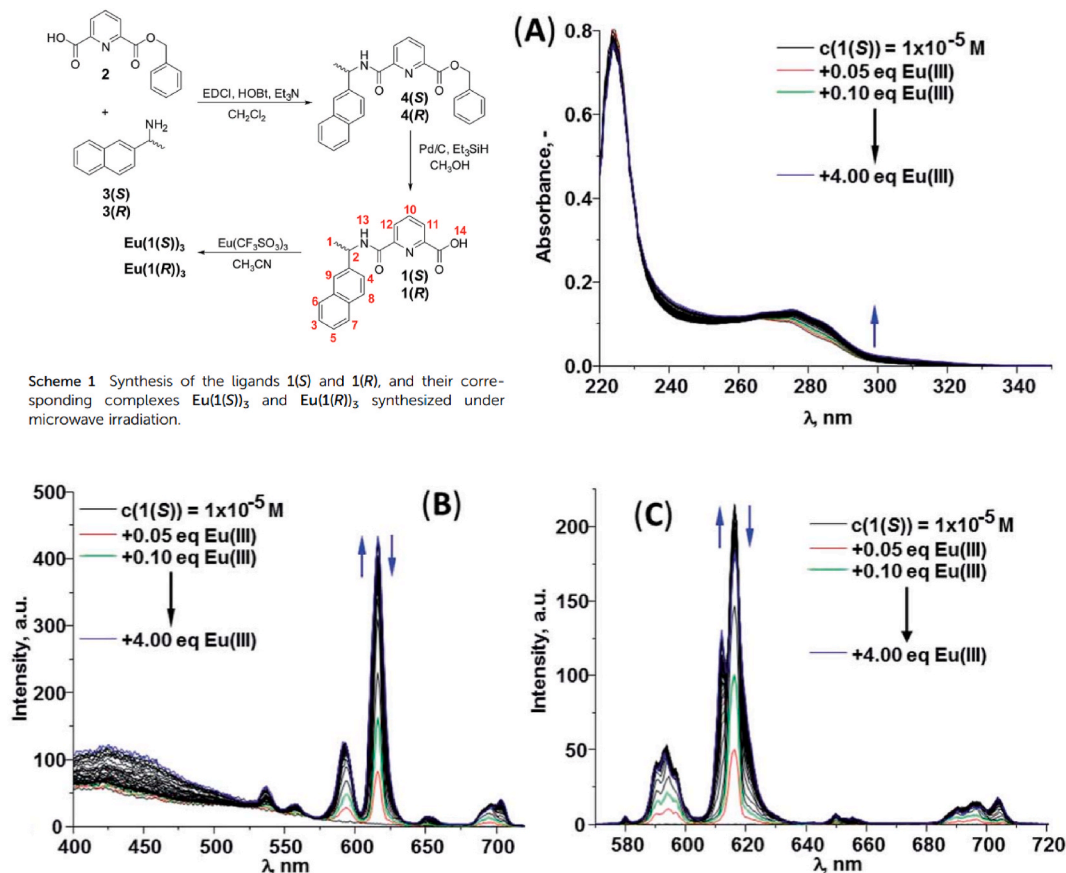 HO
O
N
O
O
2
+
NH2
3(S)
3(R)
EDCI, HOBt, Et3N
CH2Cl2
H
N
O
N
O
O
4(S)
4(R)
Pd/C, Et3SiH
CH3OH
10
13
12
11
14
H
N
N
OH
1
2
O
O
9
4
1(S)
1(R)
6
8
3
7
5
Eu(CF3SO3)3
CH3CN
Eu(1(S))3
Eu(1(R))3
Scheme 1 Synthesis of the ligands 1(S) and 1(R), and their corre-
sponding complexes Eu(1(S))3 and Eu(1(R))3 synthesized under
microwave irradiation.
(A)
c(1(S)) = 1x10-5 M
+0.05 eq Eu(III)
+0.10 eq Eu(III)
+4.00 eq Eu(III)
Absorbance, -
0.8
0.6
0.4
0.2
0.0
220 240 260 280 300 320 340
λ, nm
(B)
c(1(S)) = 1x10-5 M
+0.05 eq Eu(III)
+0.10 eq Eu(III)
+4.00 eq Eu(III)
Intensity, a.u.
500
400
300
200
100
0
400 450 500 550 600 650 700
λ, nm
(C)
c(1(S)) = 1x10-5 M
+0.05 eq Eu(III)
+0.10 eq Eu(III)
+4.00 eq Eu(III)
Intensity, a.u.
200
150
100
50
0
580 600 620 640 660 680 700 720
λ, nm